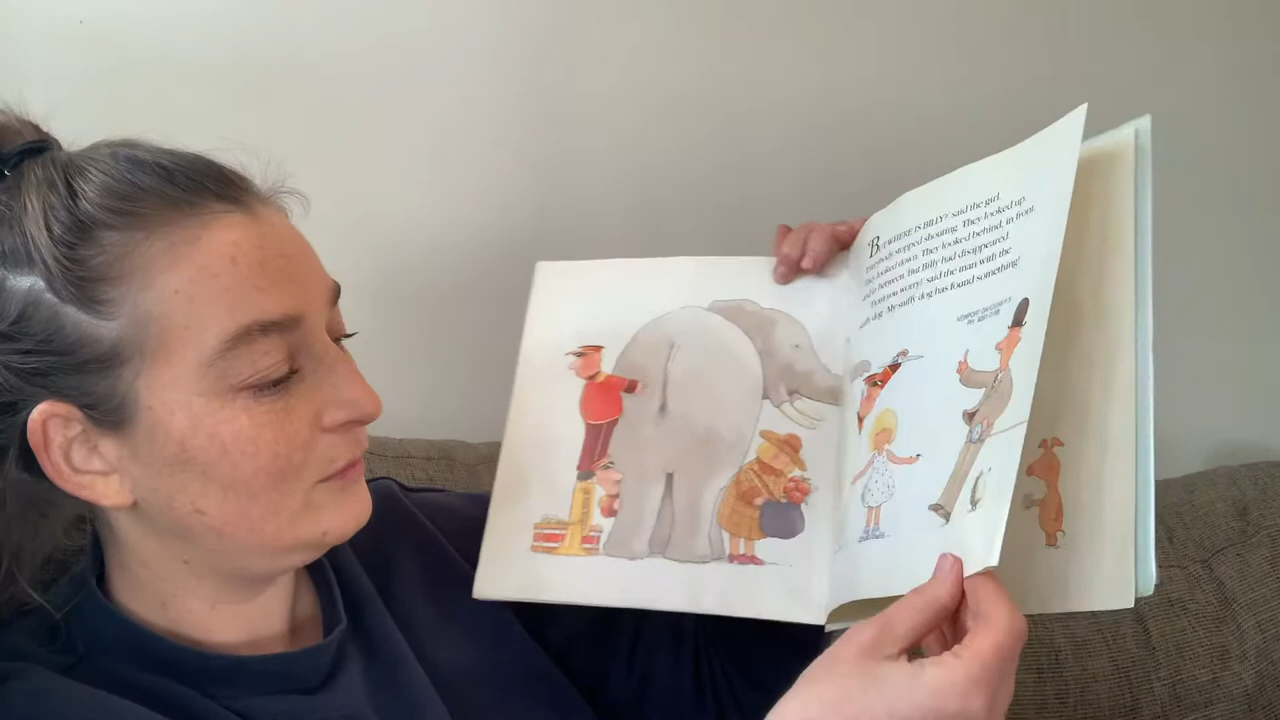 'BUT WHERE IS BILLY?' said the girl.
Everybody stopped shouting. They looked up.
They looked down. They looked behind, in front
and in between. But Billy had disappeared.
'Don't you worry,' said the man with the
sniffy dog. 'My sniffy dog has found something!'